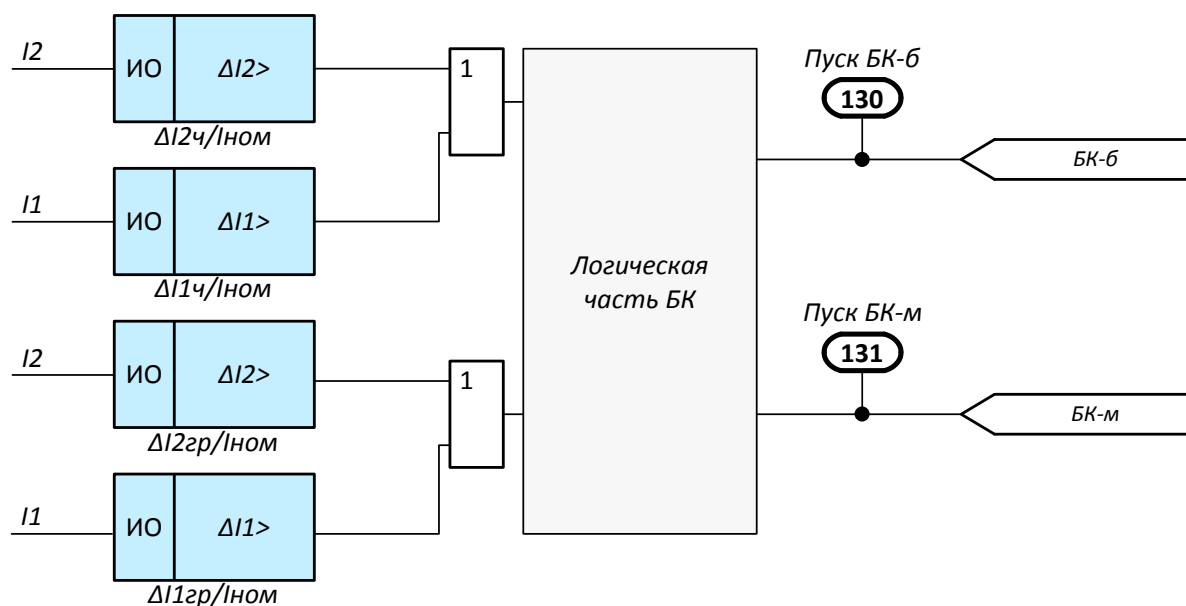 I2
ИО ΔI2>
ΔI2ч/Iном
1
I1
ИО ΔI1>
ΔI1ч/Iном
I2
ИО ΔI2>
ΔI2гр/Iном
1
I1
ИО ΔI1>
ΔI1гр/Iном
Логическая
часть БК
Пуск БК-б
130
БК-б
Пуск БК-м
131
БК-м